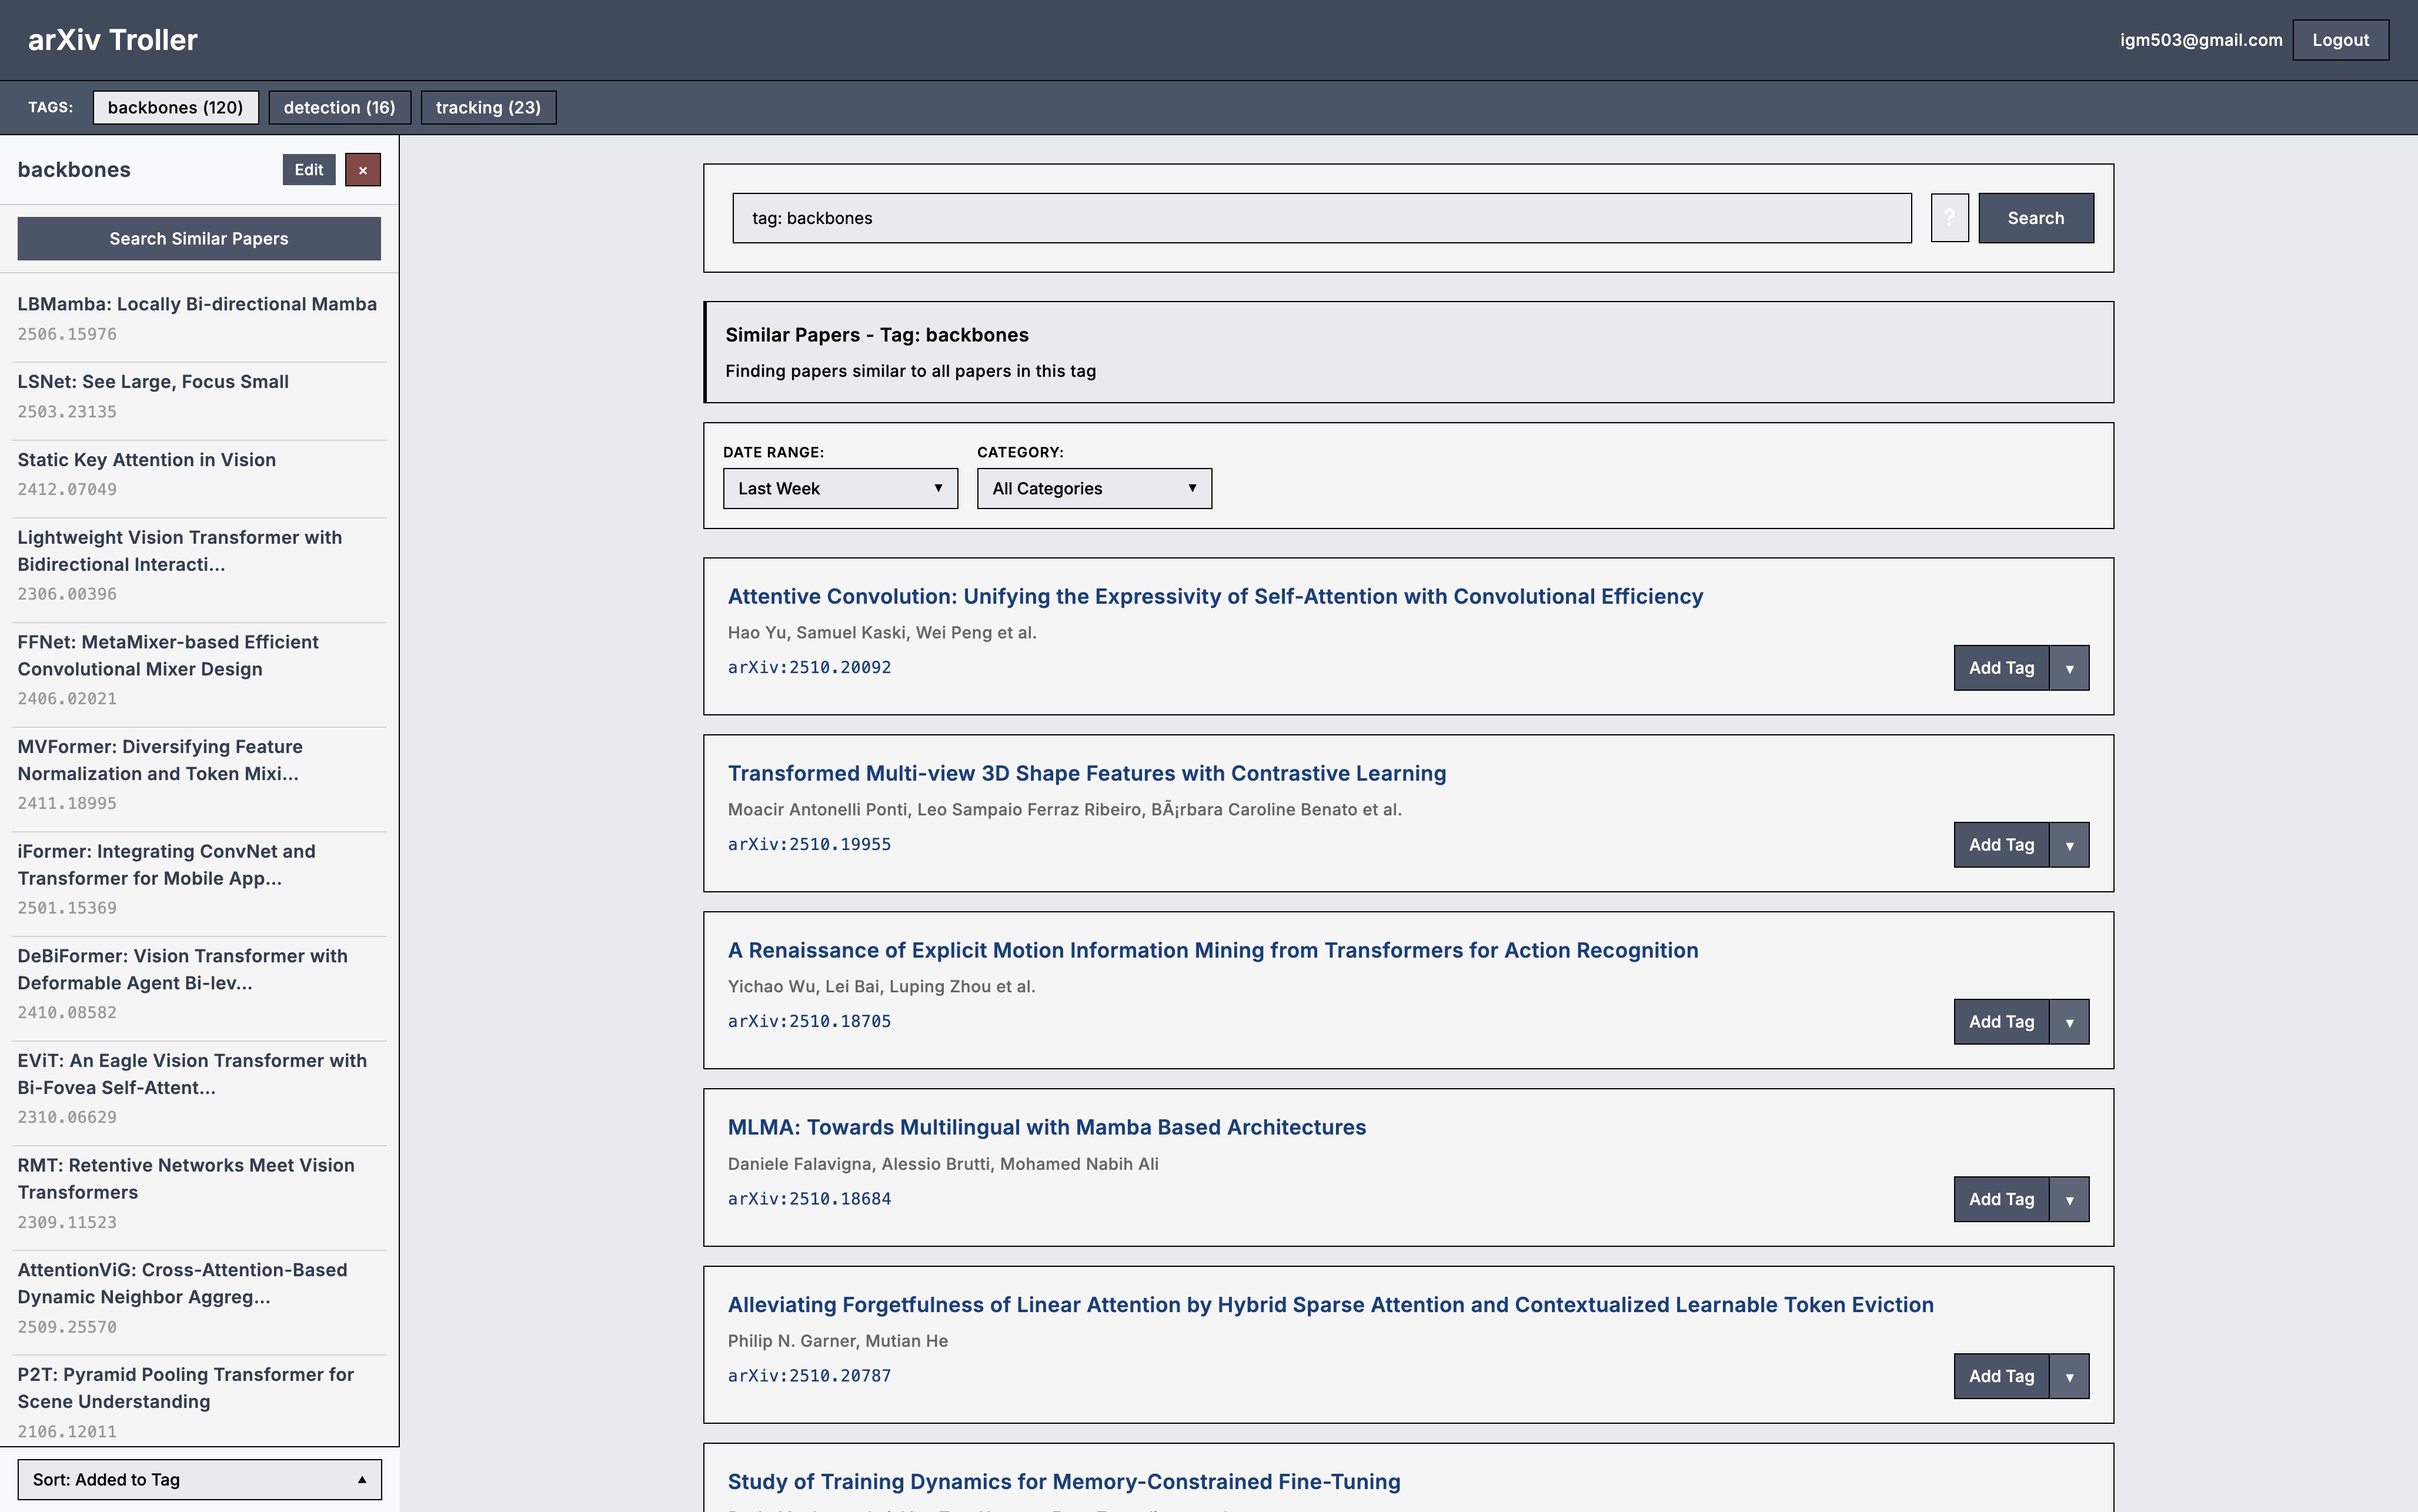 arXiv Troller
igm503@gmail.com
Logout
TAGS:
backbones (120)
detection (16)
tracking (23)
backbones
Edit
×
Search Similar Papers
LBMamba: Locally Bi-directional Mamba
2506.15976
LSNet: See Large, Focus Small
2503.23135
Static Key Attention in Vision
2412.07049
Lightweight Vision Transformer with
Bidirectional Interacti...
2306.00396
FFNet: MetaMixer-based Efficient
Convolutional Mixer Design
2406.02021
MVFormer: Diversifying Feature
Normalization and Token Mixi...
2411.18995
iFormer: Integrating ConvNet and
Transformer for Mobile App...
2501.15369
DeBiFormer: Vision Transformer with
Deformable Agent Bi-lev...
2410.08582
EViT: An Eagle Vision Transformer with
Bi-Fovea Self-Attent...
2310.06629
RMT: Retentive Networks Meet Vision
Transformers
2309.11523
AttentionViG: Cross-Attention-Based
Dynamic Neighbor Aggreg...
2509.25570
P2T: Pyramid Pooling Transformer for
Scene Understanding
2106.12011
Sort: Added to Tag
tag: backbones
?
Search
Similar Papers - Tag: backbones
Finding papers similar to all papers in this tag
DATE RANGE:
Last Week
CATEGORY:
All Categories
Attentive Convolution: Unifying the Expressivity of Self-Attention with Convolutional Efficiency
Hao Yu, Samuel Kaski, Wei Peng et al.
arXiv:2510.20092
Add Tag
Transformed Multi-view 3D Shape Features with Contrastive Learning
Moacir Antonelli Ponti, Leo Sampaio Ferraz Ribeiro, BÃ¡rbara Caroline Benato et al.
arXiv:2510.19955
Add Tag
A Renaissance of Explicit Motion Information Mining from Transformers for Action Recognition
Yichao Wu, Lei Bai, Luping Zhou et al.
arXiv:2510.18705
Add Tag
MLMA: Towards Multilingual with Mamba Based Architectures
Daniele Falavigna, Alessio Brutti, Mohamed Nabih Ali
arXiv:2510.18684
Add Tag
Alleviating Forgetfulness of Linear Attention by Hybrid Sparse Attention and Contextualized Learnable Token Eviction
Philip N. Garner, Mutian He
arXiv:2510.20787
Add Tag
Study of Training Dynamics for Memory-Constrained Fine-Tuning